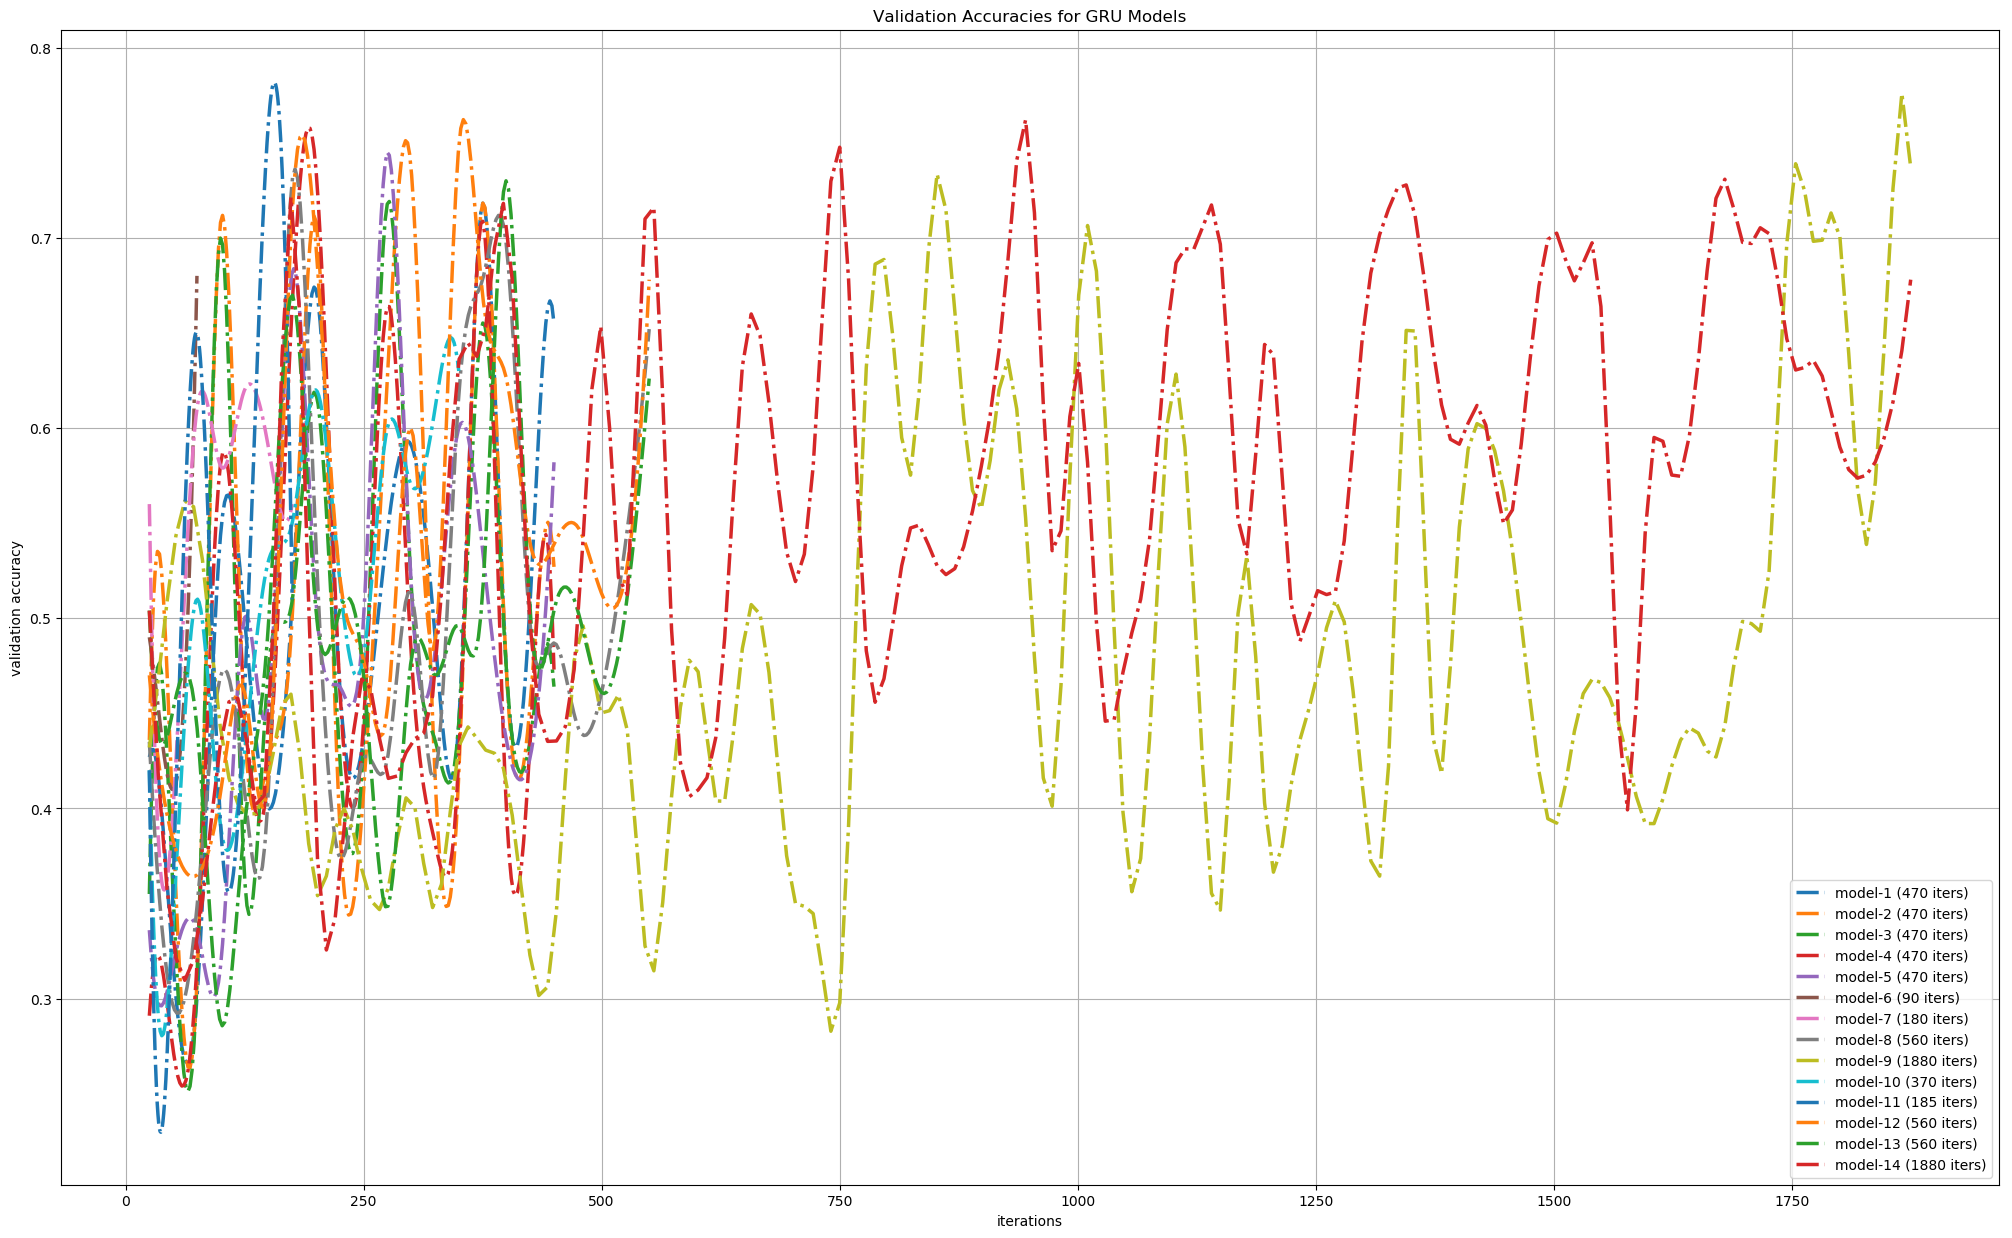 Validation Accuracies for GRU Models
validation accuracy
0.8
0.7
0.6
0.5
0.4
0.3
0
250
500
750
1000
1250
1500
1750
iterations
model-1 (470 iters)
model-2 (470 iters)
model-3 (470 iters)
model-4 (470 iters)
model-5 (470 iters)
model-6 (90 iters)
model-7 (180 iters)
model-8 (560 iters)
model-9 (1880 iters)
model-10 (370 iters)
model-11 (185 iters)
model-12 (560 iters)
model-13 (560 iters)
model-14 (1880 iters)